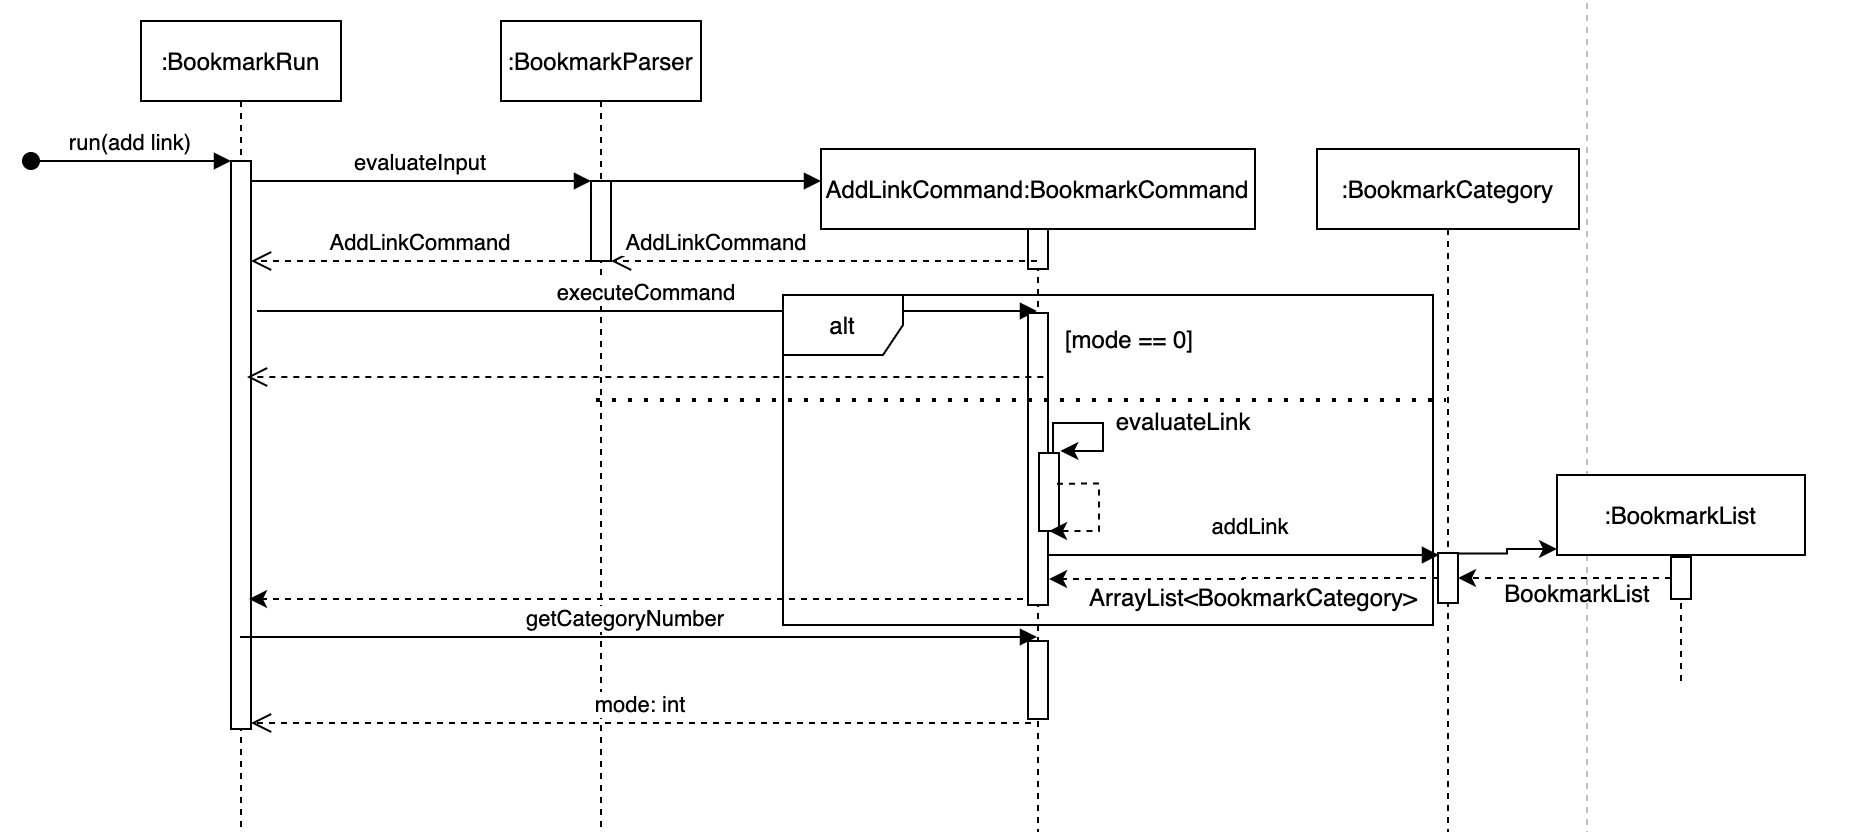 :BookmarkRun
:BookmarkParser
run(add link)
evaluateInput
AddLinkCommand:BookmarkCommand
:BookmarkCategory
AddLinkCommand
AddLinkCommand
executeCommand
alt
[mode == 0]
evaluateLink
:BookmarkList
addLink
ArrayList<BookmarkCategory>
BookmarkList
getCategoryNumber
mode: int